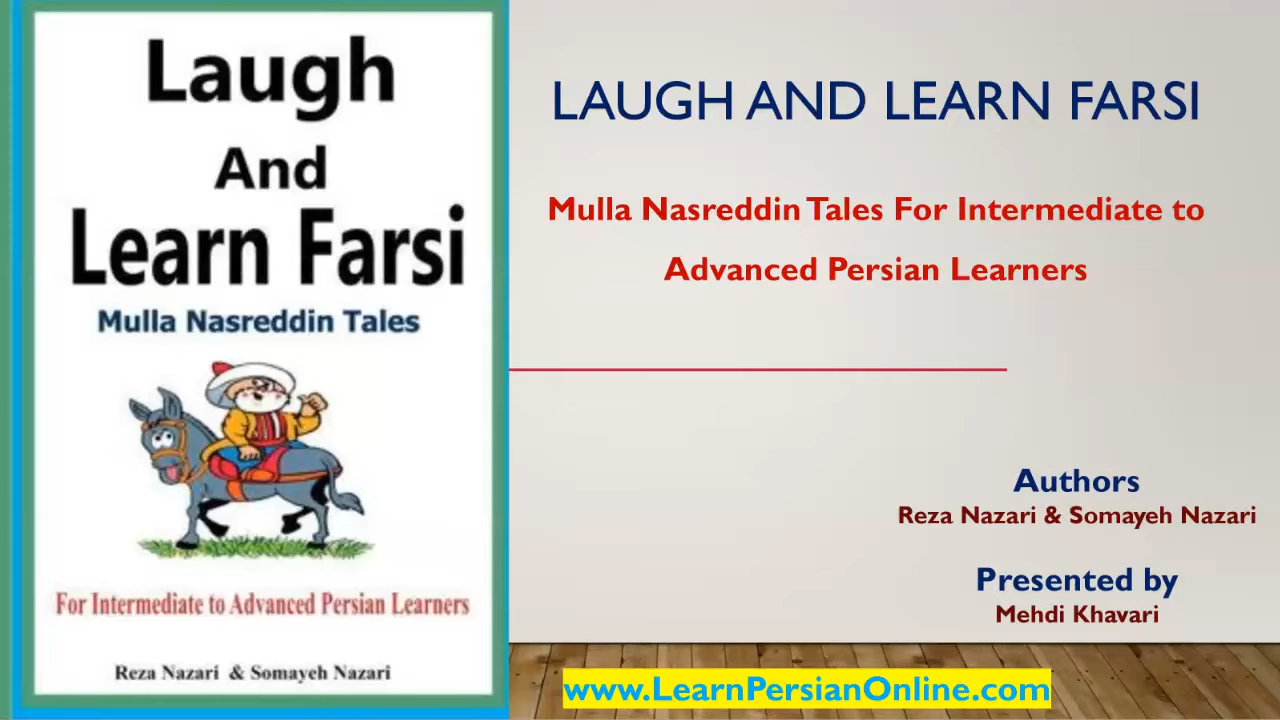 Laugh
And
Learn Farsi
Mulla Nasreddin Tales
For Intermediate to Advanced Persian Learners
Reza Nazari & Somayeh Nazari
LAUGH AND LEARN FARSI
Mulla Nasreddin Tales For Intermediate to
Advanced Persian Learners
Authors
Reza Nazari & Somayeh Nazari
Presented by
Mehdi Khavari
www.LearnPersianOnline.com